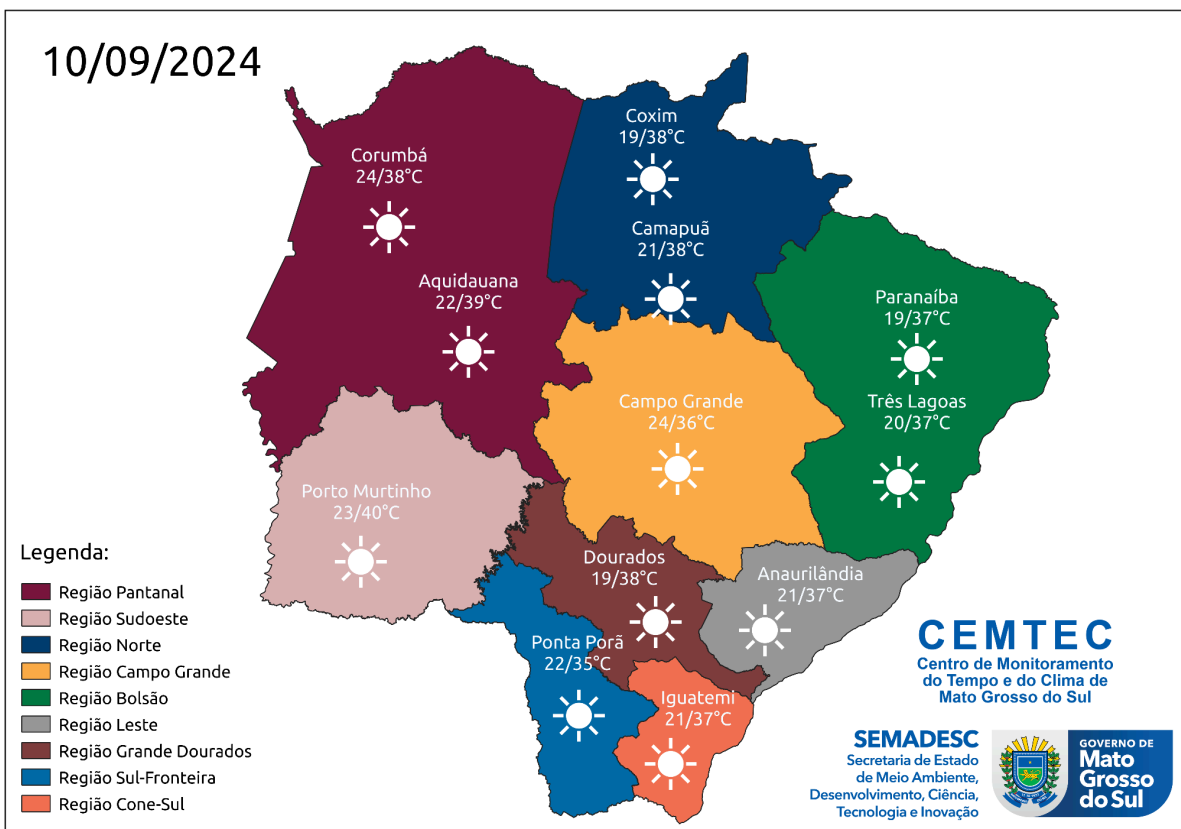 10/09/2024
Corumbá
24/38°C
Aquidauana
22/39°C
Coxim
19/38°C
Camapuã
21/38°C
Paranaíba
19/37°C
Três Lagoas
20/37°C
Campo Grande
24/36°C
Porto Murtinho
23/40°C
Dourados
19/38°C
Anaurilândia
21/37°C
Ponta Porã
22/35°C
Iguatemi
21/37°C
Legenda:
Região Pantanal
Região Sudoeste
Região Norte
Região Campo Grande
Região Bolsão
Região Leste
Região Grande Dourados
Região Sul-Fronteira
Região Cone-Sul
CEMTEC
Centro de Monitoramento
do Tempo e do Clima de
Mato Grosso do Sul
SEMADESC
Secretaria de Estado
de Meio Ambiente,
Desenvolvimento, Ciência,
Tecnologia e Inovação
GOVERNO DE
Mato
Grosso
do Sul